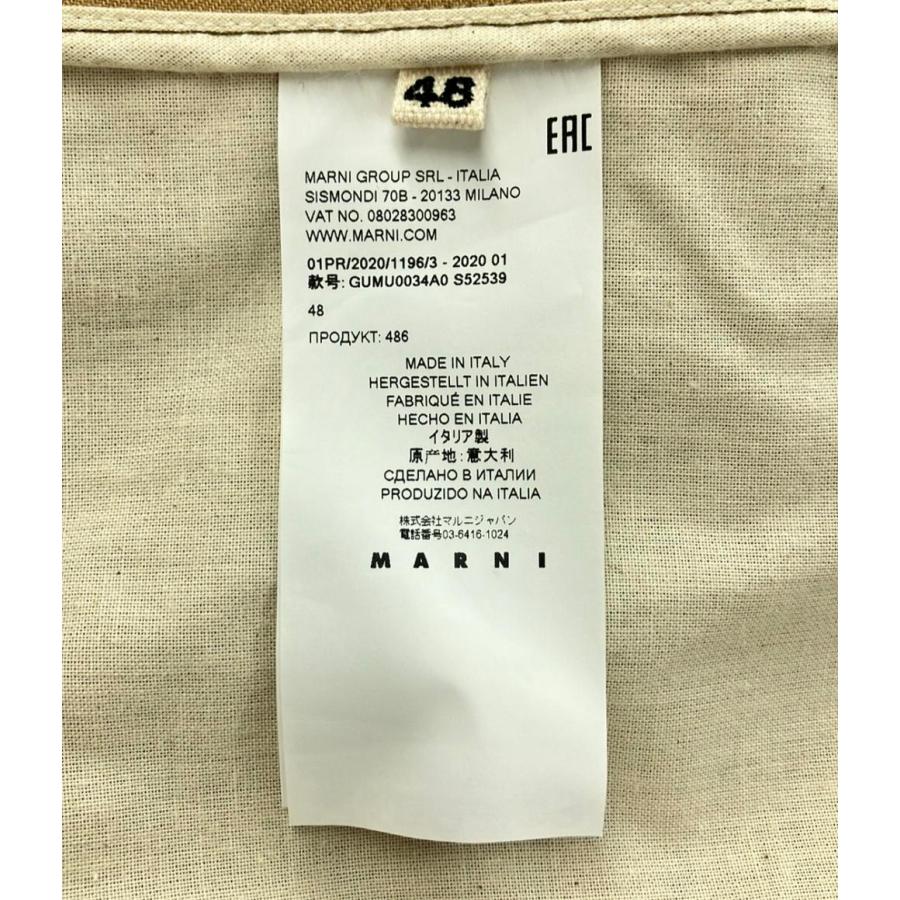 48
EAC
MARNI GROUP SRL - ITALIA
SISMONDI 70B - 20133 MILANO
VAT NO. 08028300963
WWW.MARNI.COM
01PR/2020/1196/3 - 2020 01
款号: GUMU0034A0 S52539
48
ПРОДУКТ: 486
MADE IN ITALY
HERGESTELLT IN ITALIEN
FABRIQUÉ EN ITALIE
HECHO EN ITALIA
イタリア製
原产地:意大利
СДЕЛАНО В ИТАЛИИ
PRODUZIDO NA ITALIA
株式会社マルニジャパン
電話番号03-6416-1024
MARNI